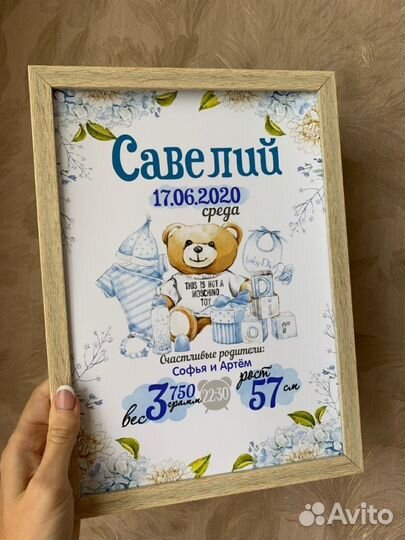 Савелий
17.06.2020
среда
baby D
THIS IS NOT A
MOSCHINO
TOY
Счастливые родители:
Софья и Артём
вес 3 750 грамм
22:30
рост 57 см
Avito